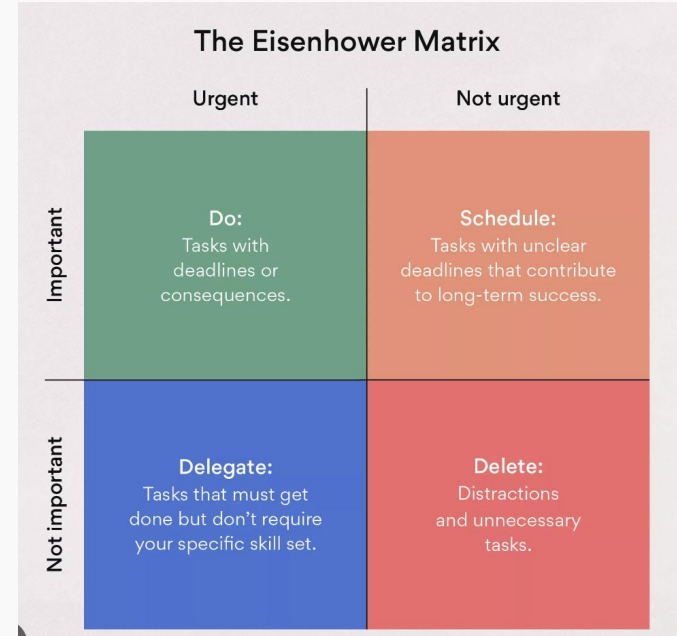 The Eisenhower Matrix
Urgent
Not urgent
Important
Do:
Tasks with
deadlines or
consequences.
Schedule:
Tasks with unclear
deadlines that contribute
to long-term success.
Not important
Delegate:
Tasks that must get
done but don’t require
your specific skill set.
Delete:
Distractions
and unnecessary
tasks.